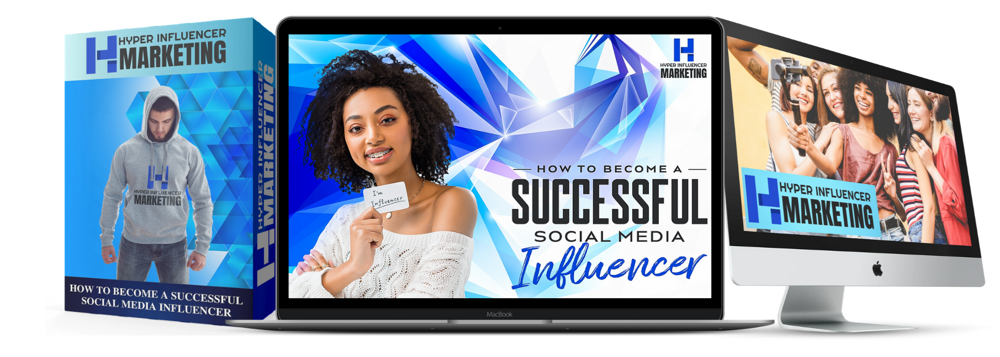 HYPER INFLUENCER
MARKETING
HYPER INFLUENCER
MARKETING
HOW TO BECOME A SUCCESSFUL
SOCIAL MEDIA INFLUENCER
HYPER INFLUENCER
MARKETING
I'm
Influencer
HYPER INFLUENCER
MARKETING
HOW TO BECOME A
SUCCESSFUL
SOCIAL MEDIA
Influencer
MacBook
HYPER INFLUENCER
MARKETING